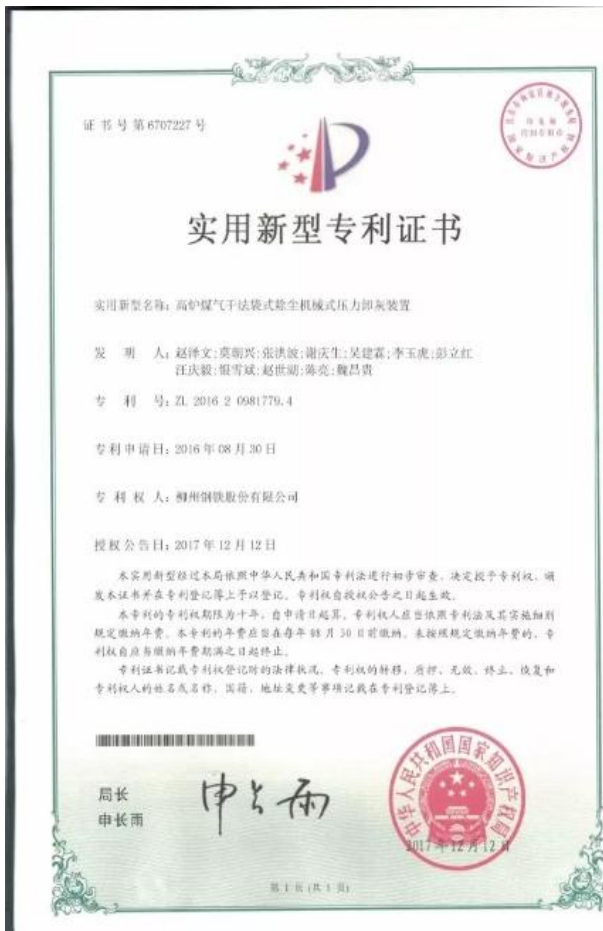 证书号第6707227号
实用新型专利证书
实用新型名称：高炉煤气干法袋式除尘机械式压力卸灰装置
发明人：赵泽文;莫朝兴;张洪波;谢庆生;吴建霖;李玉虎;彭立红
汪庆毅;银雪斌;赵世湖;蒋亮;魏昌贵
专利号：ZL 2016 2 0981779.4
专利申请日：2016年08月30日
专利权人：柳州钢铁股份有限公司
授权公告日：2017年12月12日
本实用新型经过本局依照中华人民共和国专利法进行初步审查，决定授予专利权，颁
发本证书并在专利登记簿上予以登记。专利权自授权公告之日起生效。
本专利的专利权期限为十年，自申请日起算。专利权人应当依照专利法及其实施细则
规定缴纳年费。本专利的年费应当在每年08月30日前缴纳。未按照规定缴纳年费的，专
利权自应当缴纳年费期满之日起终止。
专利证书记载专利权登记时的法律状况。专利权的转移、质押、无效、终止、恢复和
专利权人的姓名或名称、国籍、地址变更等事项记载在专利登记簿上。
局长
申长雨
申长雨
中华人民共和国国家知识产权局
2017年12月12日
第1页(共1页)